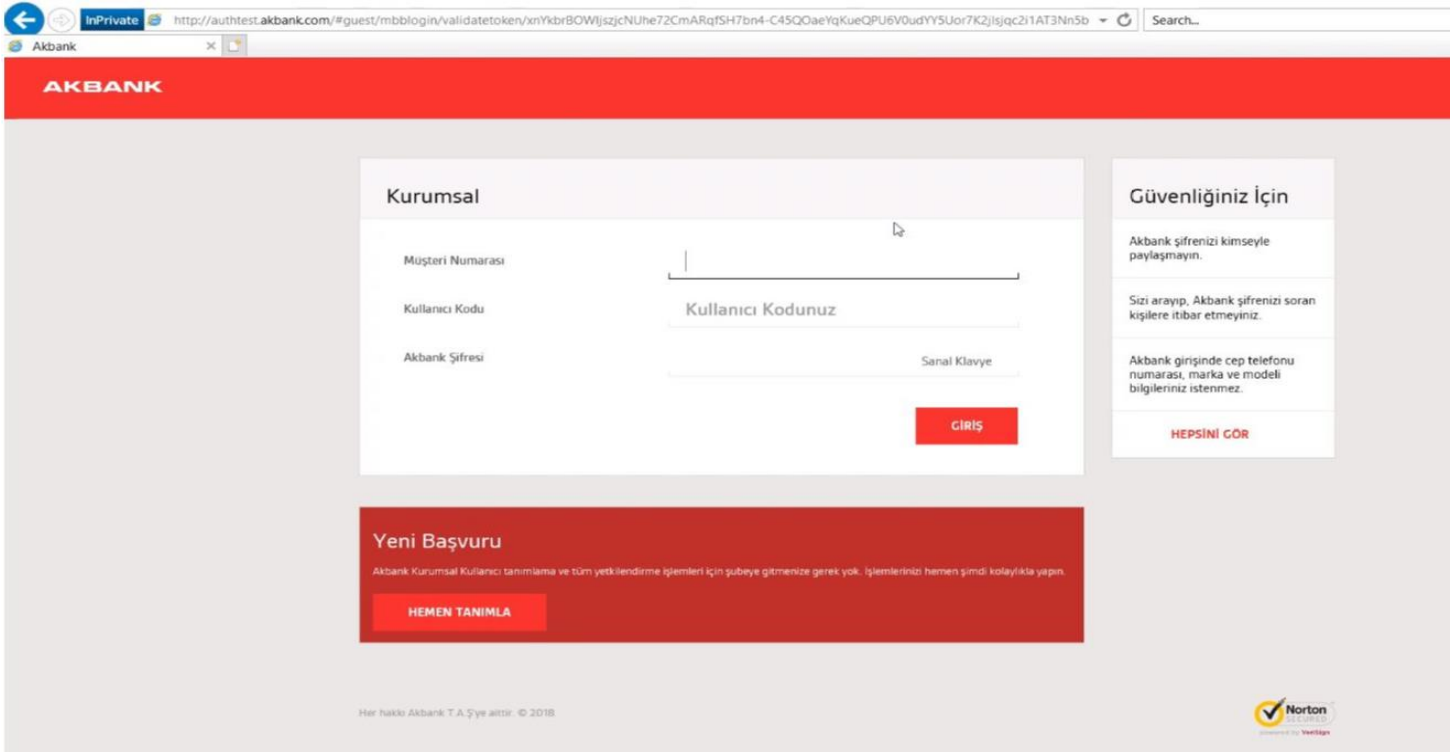 InPrivate
http://authtest.akbank.com/#guest/mbblogin/validatetoken/
Search...
Akbank
AKBANK
Kurumsal
Müşteri Numarası
Kullanıcı Kodu
Kullanıcı Kodunuz
Akbank Şifresi
Sanal Klavye
GİRİŞ
Güvenliğiniz İçin
Akbank şifrenizi kimseyle
paylaşmayın.
Sizi arayıp, Akbank şifrenizi soran
kişilere itibar etmeyiniz.
Akbank girişinde cep telefonu
numarası, marka ve modeli
bilgileriniz istenmez.
HEPSİNİ GÖR
Yeni Başvuru
Akbank Kurumsal Kullanıcı tanımlama ve tüm yetkilendirme işlemleri için şubeye gitmenize gerek yok. İşlemlerinizi hemen şimdi kolaylıkla yapın.
HEMEN TANIMLA
Her hakkı Akbank T.A.Ş'ye aittir. © 2018
Norton
SECURED
powered by VeriSign